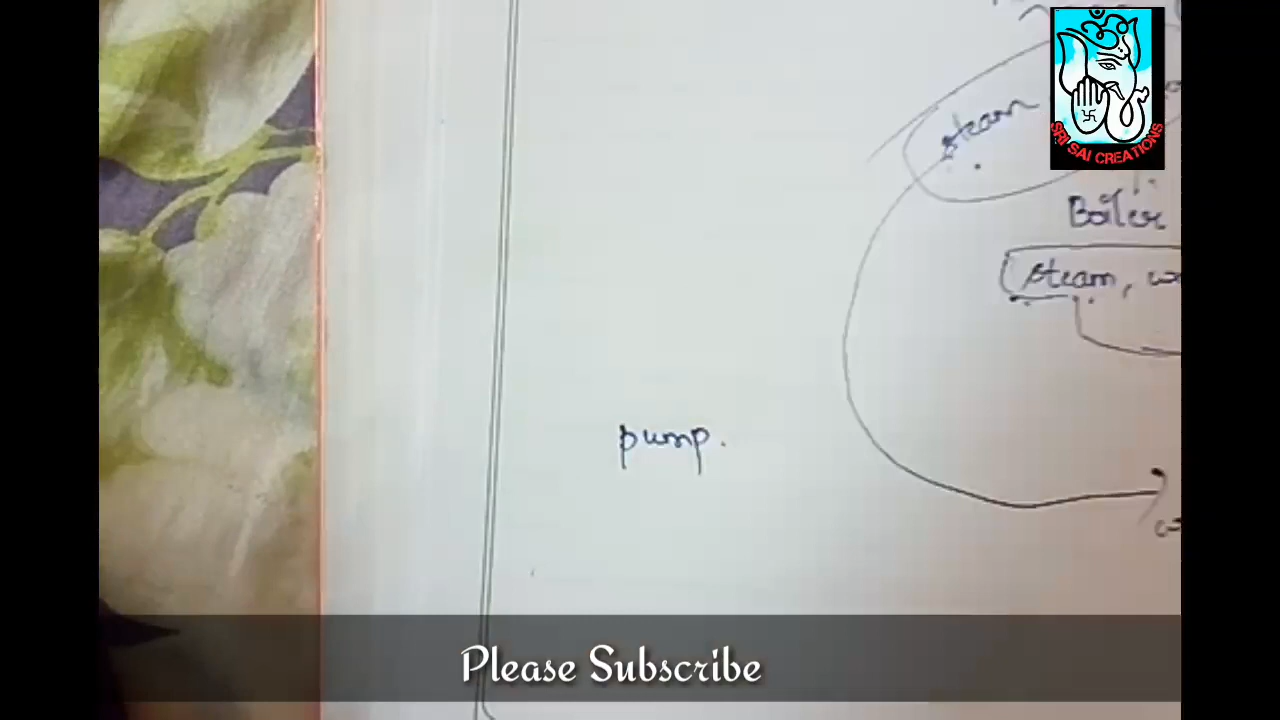 steam
SRI SAI CREATIONS
Boiler
steam,
pump.
Please Subscribe